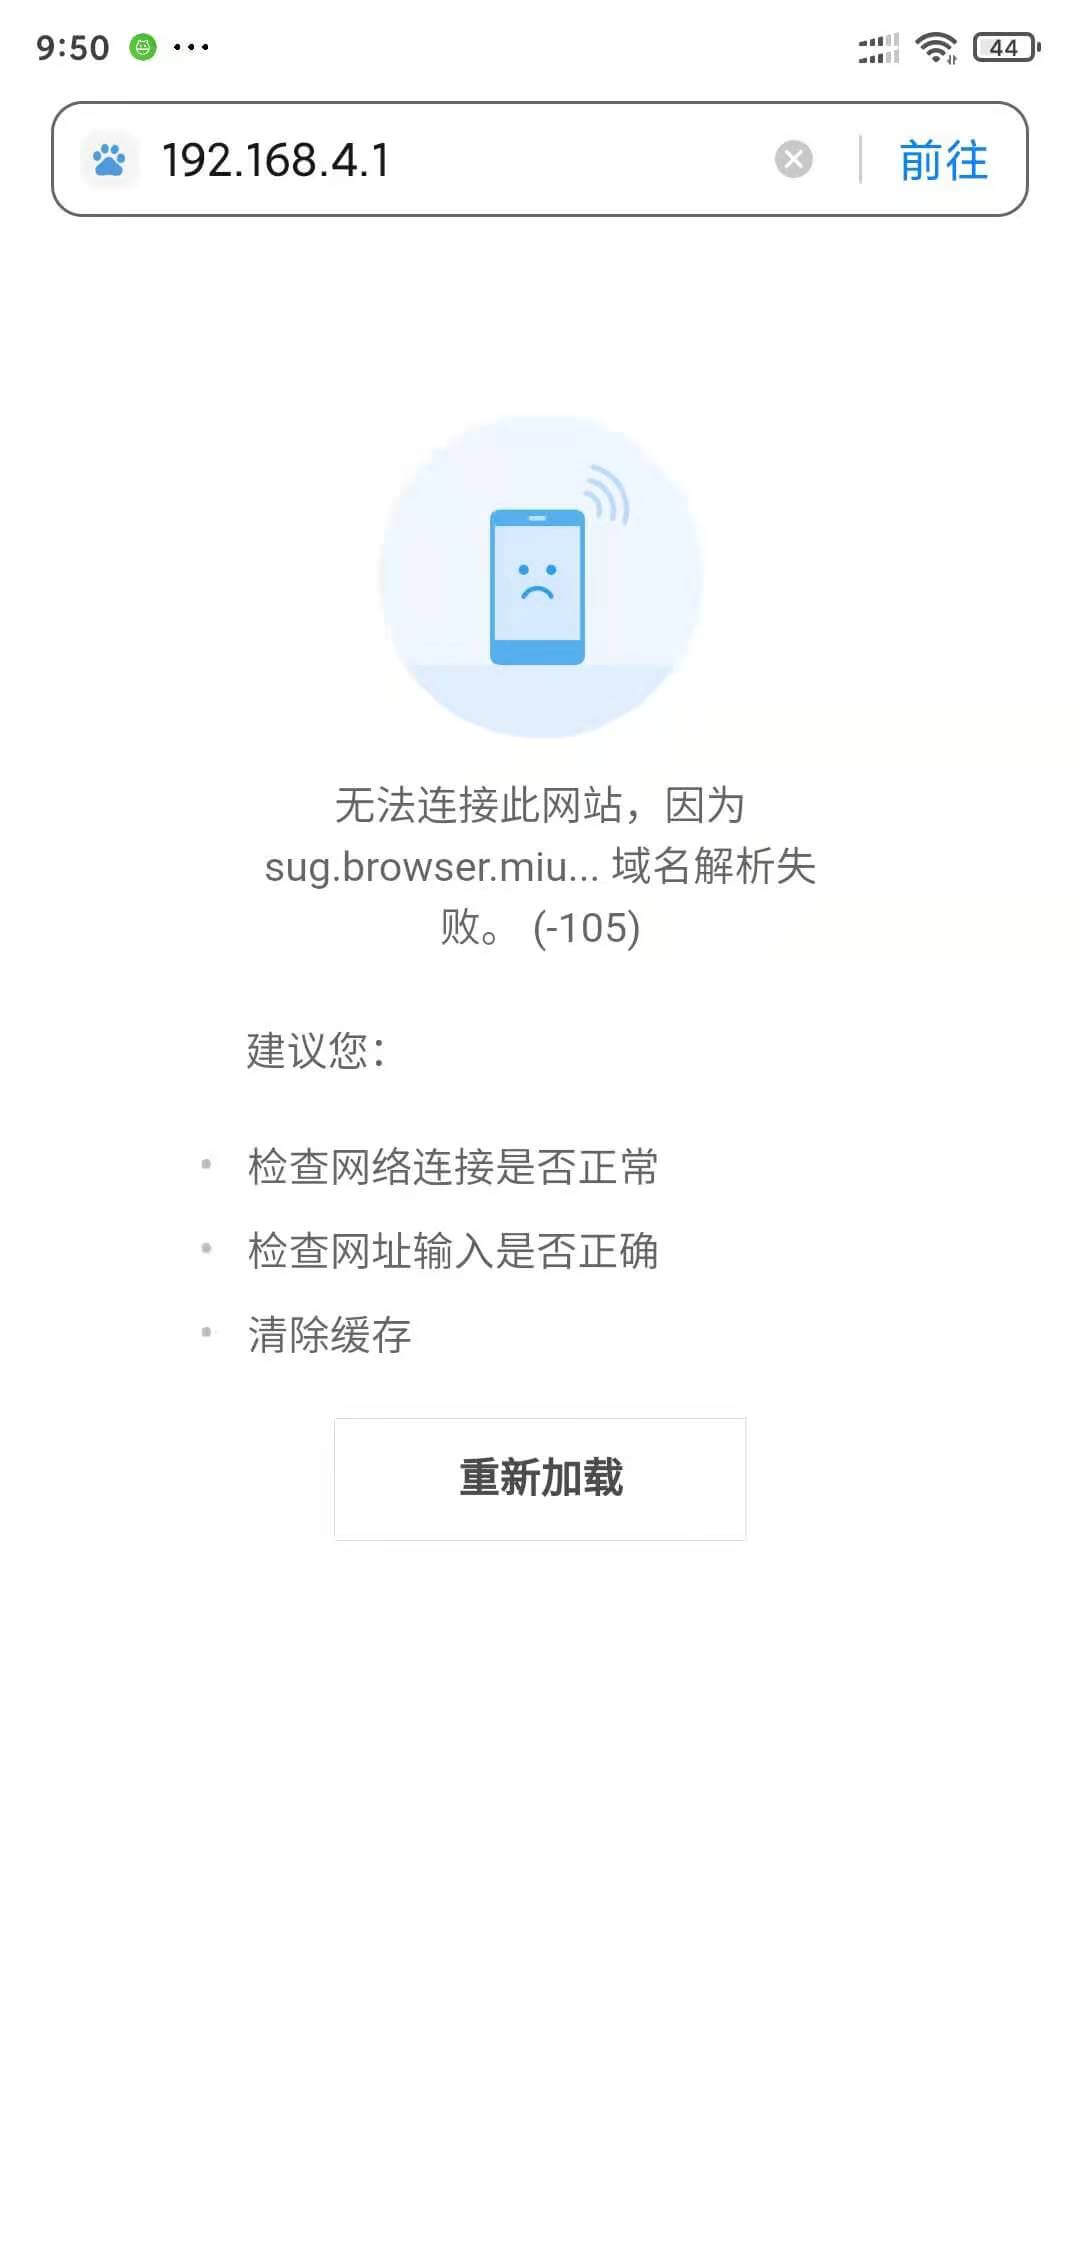 9:50
44
192.168.4.1
前往
无法连接此网站，因为
sug.browser.miu... 域名解析失
败。 (-105)
建议您：
检查网络连接是否正常
检查网址输入是否正确
清除缓存
重新加载